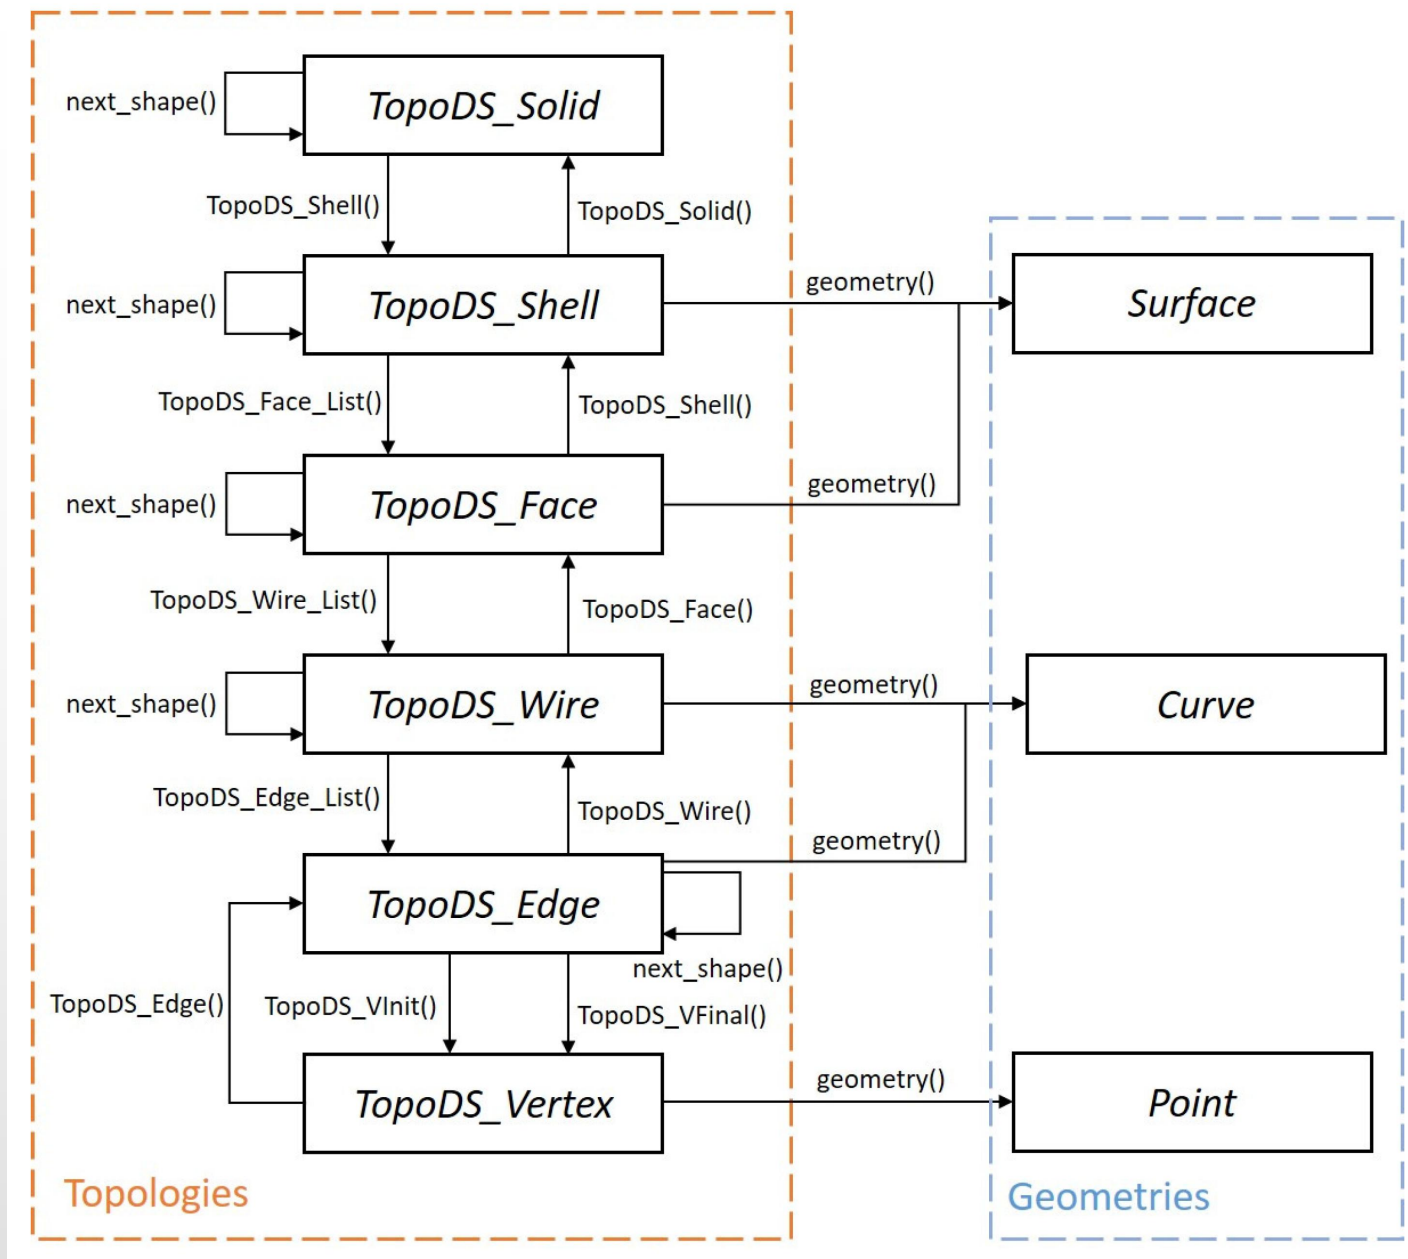 next_shape()
TopoDS_Solid
TopoDS_Shell()
TopoDS_Solid()
next_shape()
TopoDS_Shell
geometry()
Surface
TopoDS_Face_List()
TopoDS_Shell()
next_shape()
TopoDS_Face
geometry()
TopoDS_Wire_List()
TopoDS_Face()
next_shape()
TopoDS_Wire
geometry()
Curve
TopoDS_Edge_List()
TopoDS_Wire()
geometry()
TopoDS_Edge
next_shape()
TopoDS_Edge()
TopoDS_VInit()
TopoDS_VFinal()
TopoDS_Vertex
geometry()
Point
Topologies
Geometries